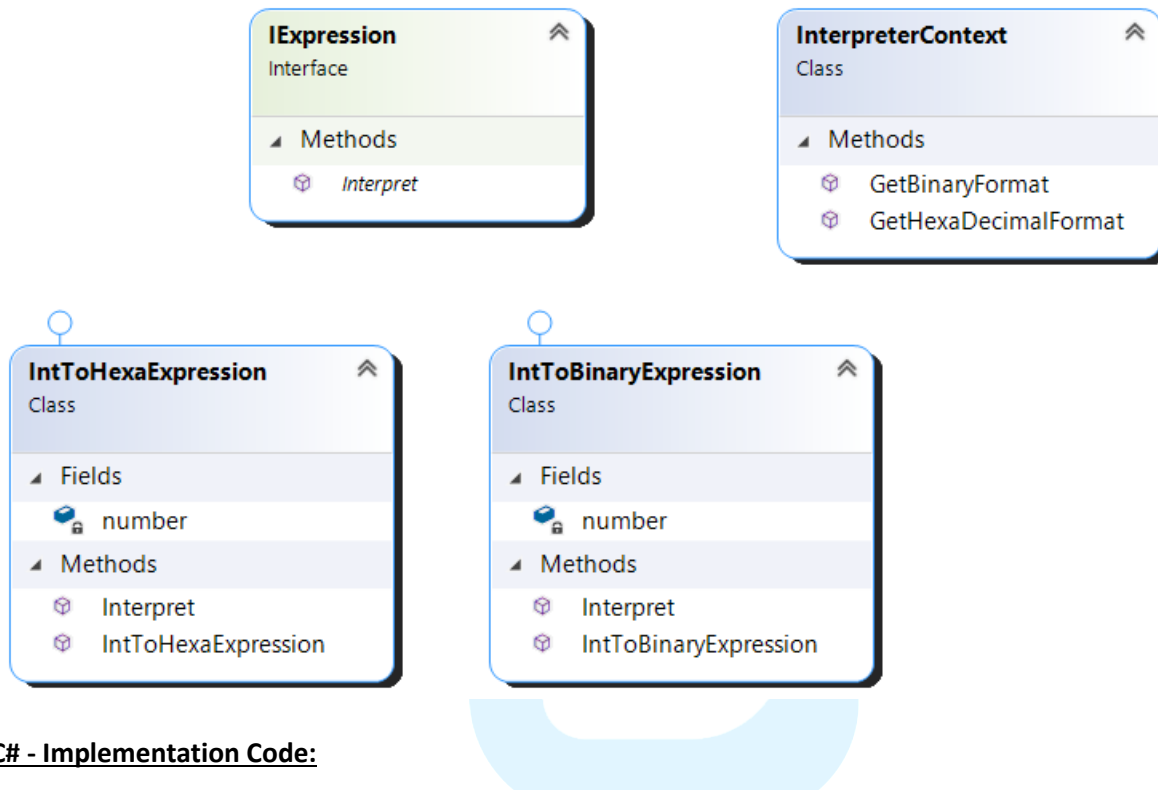 IExpression
Interface
Methods
Interpret
InterpreterContext
Class
Methods
GetBinaryFormat
GetHexaDecimalFormat
IntToHexaExpression
Class
Fields
number
Methods
Interpret
IntToHexaExpression
IntToBinaryExpression
Class
Fields
number
Methods
Interpret
IntToBinaryExpression
C# - Implementation Code: